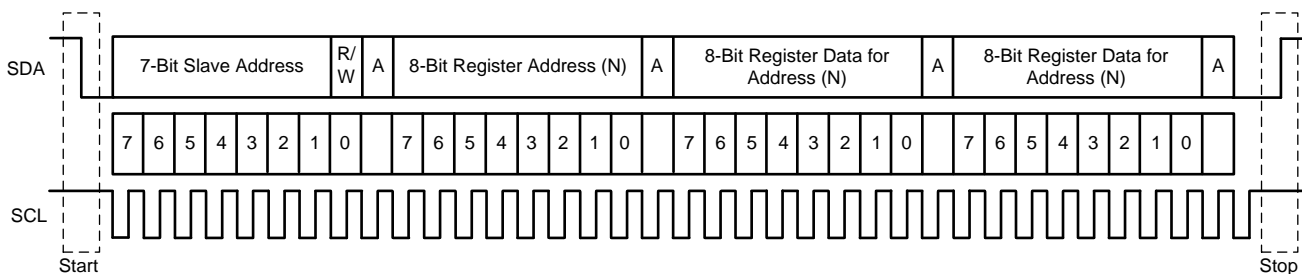 SDA
7-Bit Slave Address
R/
W
A
8-Bit Register Address (N)
A
8-Bit Register Data for
Address (N)
A
8-Bit Register Data for
Address (N)
A
7 6 5 4 3 2 1 0 7 6 5 4 3 2 1 0 7 6 5 4 3 2 1 0 7 6 5 4 3 2 1 0
SCL
Start
Stop